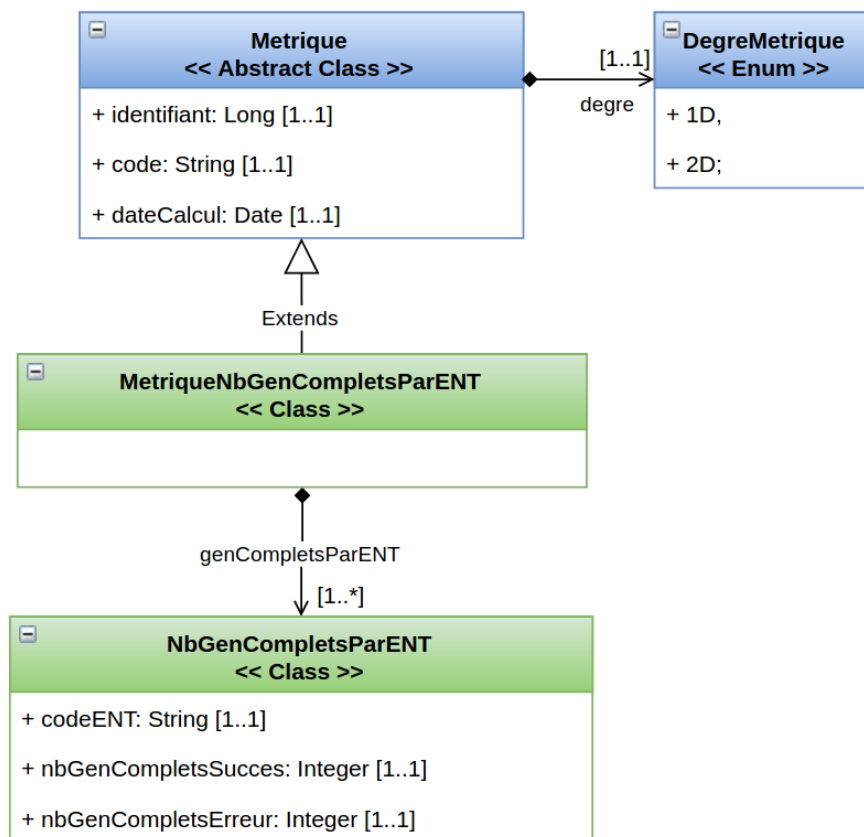 Metrique
<< Abstract Class >>
+ identifiant: Long [1..1]
+ code: String [1..1]
+ dateCalcul: Date [1..1]
[1..1]
degre
DegreMetrique
<< Enum >>
+ 1D,
+ 2D;
Extends
MetriqueNbGenCompletsParENT
<< Class >>
genCompletsParENT
[1..*]
NbGenCompletsParENT
<< Class >>
+ codeENT: String [1..1]
+ nbGenCompletsSucces: Integer [1..1]
+ nbGenCompletsErreur: Integer [1..1]